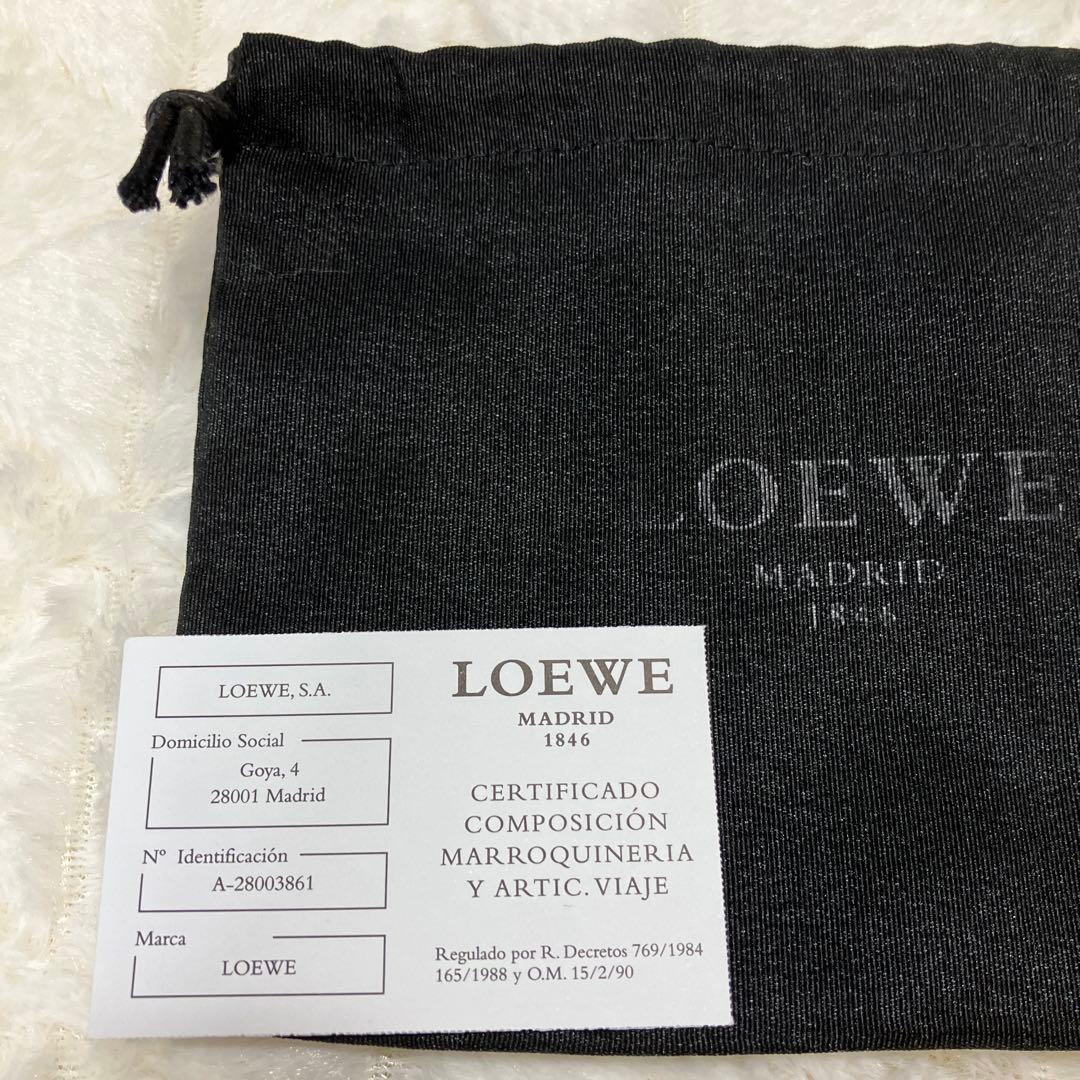 LOEWE
MADRID
1846
LOEWE, S.A.
Domicilio Social
Goya, 4
28001 Madrid
Nº Identificación
A-28003861
Marca
LOEWE
LOEWE
MADRID
1846
CERTIFICADO
COMPOSICIÓN
MARROQUINERIA
Y ARTIC. VIAJE
Regulado por R. Decretos 769/1984
165/1988 y O.M. 15/2/90